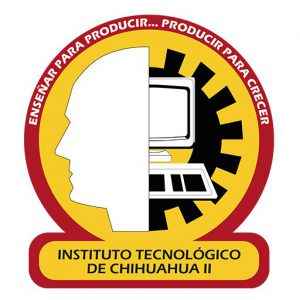 ENSEÑAR PARA PRODUCIR... PRODUCIR PARA CRECER
INSTITUTO TECNOLÓGICO
DE CHIHUAHUA II